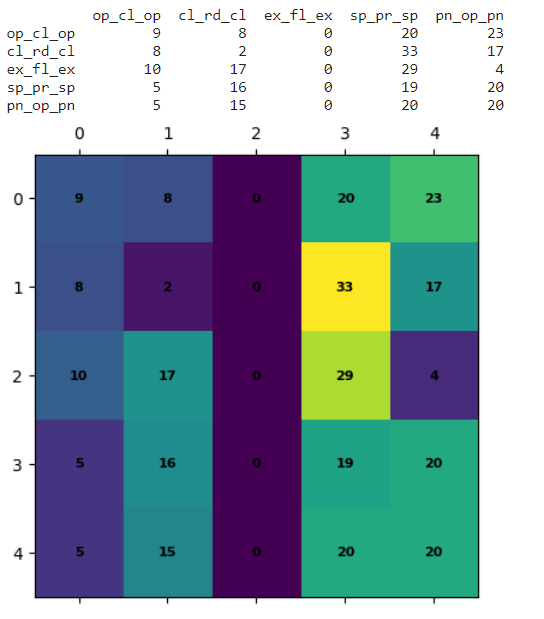 op_cl_op cl_rd_cl ex_fl_ex sp_pr_sp pn_op_pn
op_cl_op 9 8 0 20 23
cl_rd_cl 8 2 0 33 17
ex_fl_ex 10 17 0 29 4
sp_pr_sp 5 16 0 19 20
pn_op_pn 5 15 0 20 20
0 1 2 3 4
0 9 8 0 20 23
1 8 2 0 33 17
2 10 17 0 29 4
3 5 16 0 19 20
4 5 15 0 20 20